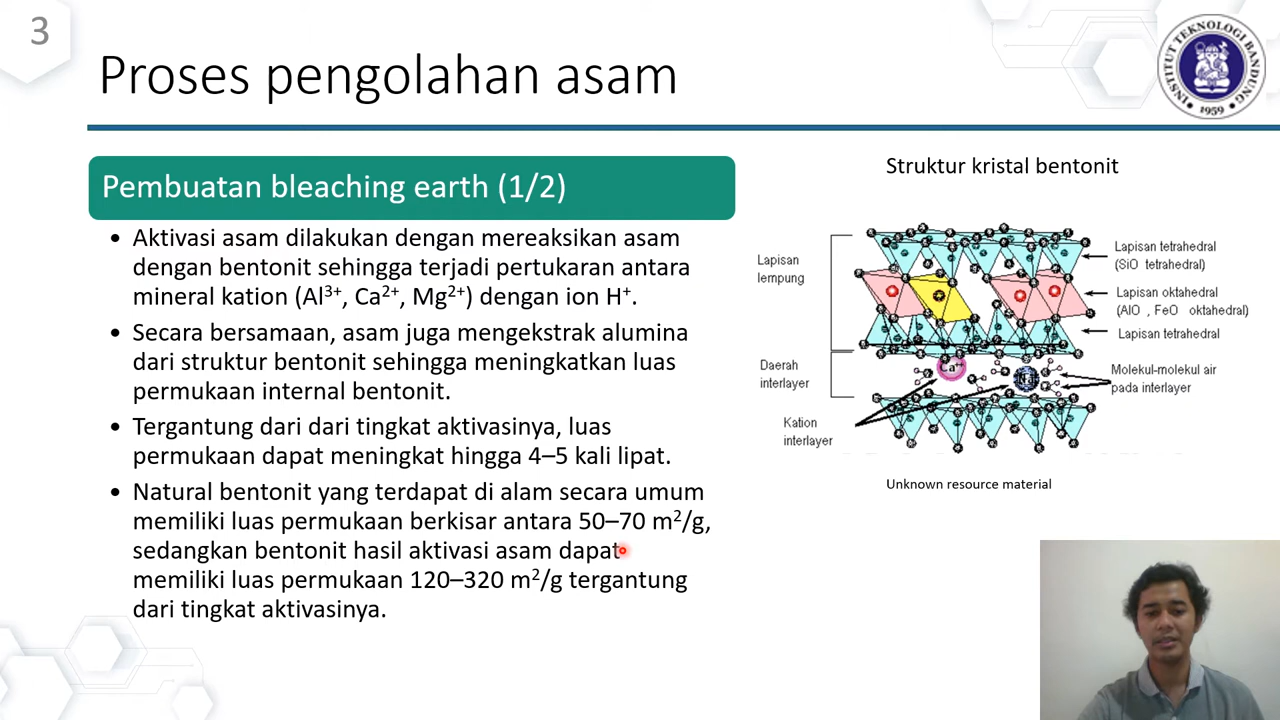 3
Proses pengolahan asam
INSTITUT TEKNOLOGI BANDUNG
1959
Pembuatan bleaching earth (1/2)
• Aktivasi asam dilakukan dengan mereaksikan asam
dengan bentonit sehingga terjadi pertukaran antara
mineral kation (Al³⁺, Ca²⁺, Mg²⁺) dengan ion H⁺.
• Secara bersamaan, asam juga mengekstrak alumina
dari struktur bentonit sehingga meningkatkan luas
permukaan internal bentonit.
• Tergantung dari dari tingkat aktivasinya, luas
permukaan dapat meningkat hingga 4–5 kali lipat.
• Natural bentonit yang terdapat di alam secara umum
memiliki luas permukaan berkisar antara 50–70 m²/g,
sedangkan bentonit hasil aktivasi asam dapat
memiliki luas permukaan 120–320 m²/g tergantung
dari tingkat aktivasinya.
Struktur kristal bentonit
Lapisan
lempung
Lapisan tetrahedral
(SiO tetrahedral)
Lapisan oktahedral
(AlO , FeO oktahedral)
Lapisan tetrahedral
Daerah
interlayer
Ca⁺⁺
Na⁺
Molekul-molekul air
pada interlayer
Kation
interlayer
Unknown resource material